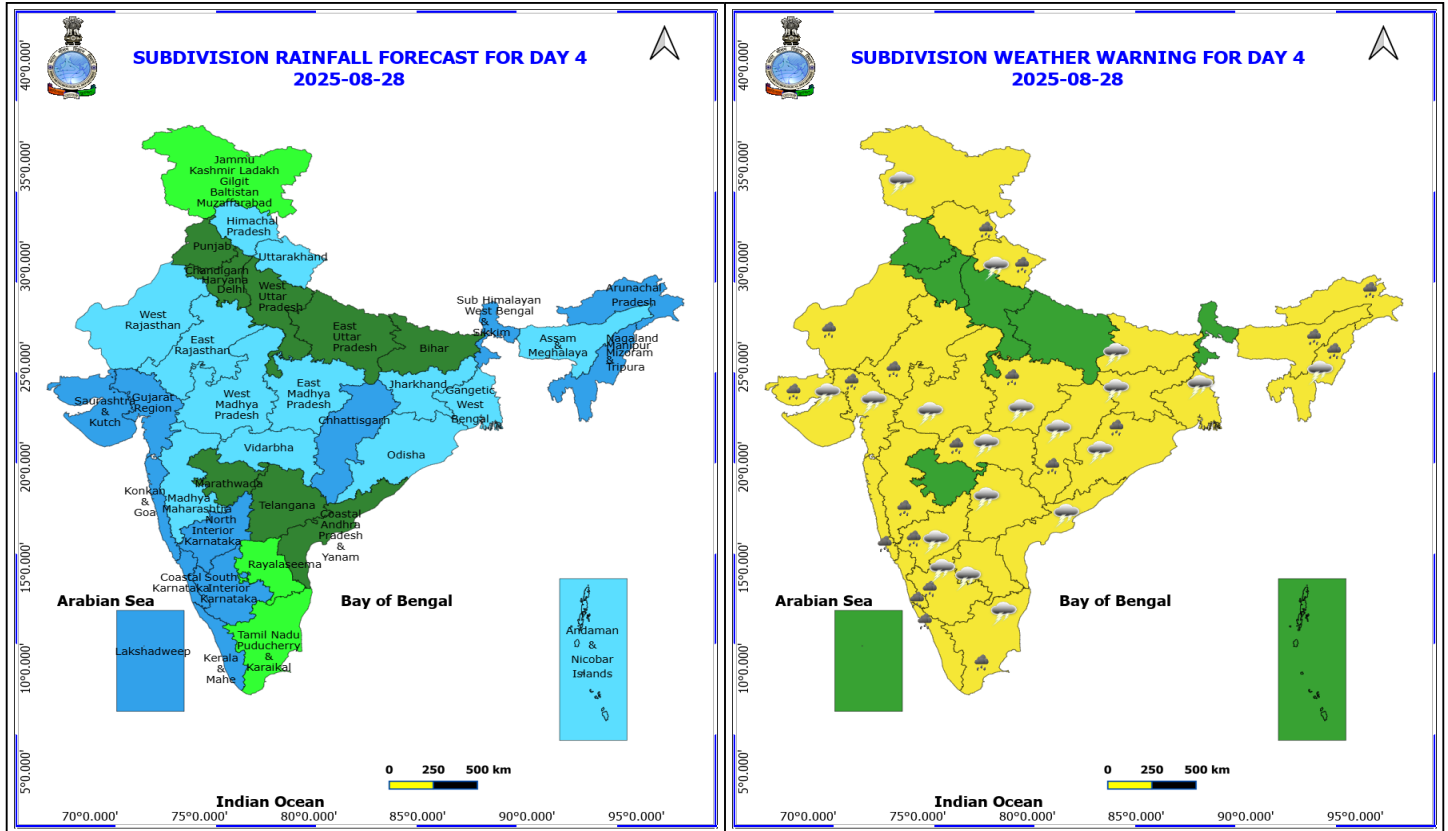 SUBDIVISION RAINFALL FORECAST FOR DAY 4
2025-08-28
40°0.000'
35°0.000'
30°0.000'
25°0.000'
20°0.000'
15°0.000'
10°0.000'
5°0.000'
Jammu
Kashmir Ladakh
Gilgit
Baltistan
Muzaffarabad
Himachal
Pradesh
Punjab
Uttarakhand
Chandigarh
Haryana
Delhi
West
Uttar
Pradesh
West
Rajasthan
East
Rajasthan
East
Uttar
Pradesh
Bihar
Sub Himalayan
West Bengal
&
Sikkim
Arunachal
Pradesh
Assam
&
Meghalaya
Nagaland
Manipur
Mizoram
&
Tripura
Saurashtra
&
Kutch
Gujarat
Region
West
Madhya
Pradesh
East
Madhya
Pradesh
Jharkhand
Gangetic
West
Bengal
Chhattisgarh
Vidarbha
Odisha
Konkan
&
Goa
Madhya
Maharashtra
Marathwada
Telangana
North
Interior
Karnataka
Coastal
Andhra
Pradesh
&
Yanam
Rayalaseema
Coastal
Karnataka
South
Interior
Karnataka
Arabian Sea
Bay of Bengal
Lakshadweep
Kerala
&
Mahe
Tamil Nadu
Puducherry
&
Karaikal
Andaman
&
Nicobar
Islands
0 250 500 km
Indian Ocean
70°0.000' 75°0.000' 80°0.000' 85°0.000' 90°0.000' 95°0.000'
SUBDIVISION WEATHER WARNING FOR DAY 4
2025-08-28
40°0.000'
35°0.000'
30°0.000'
25°0.000'
20°0.000'
15°0.000'
10°0.000'
5°0.000'
Arabian Sea
Bay of Bengal
0 250 500 km
Indian Ocean
70°0.000' 75°0.000' 80°0.000' 85°0.000' 90°0.000' 95°0.000'